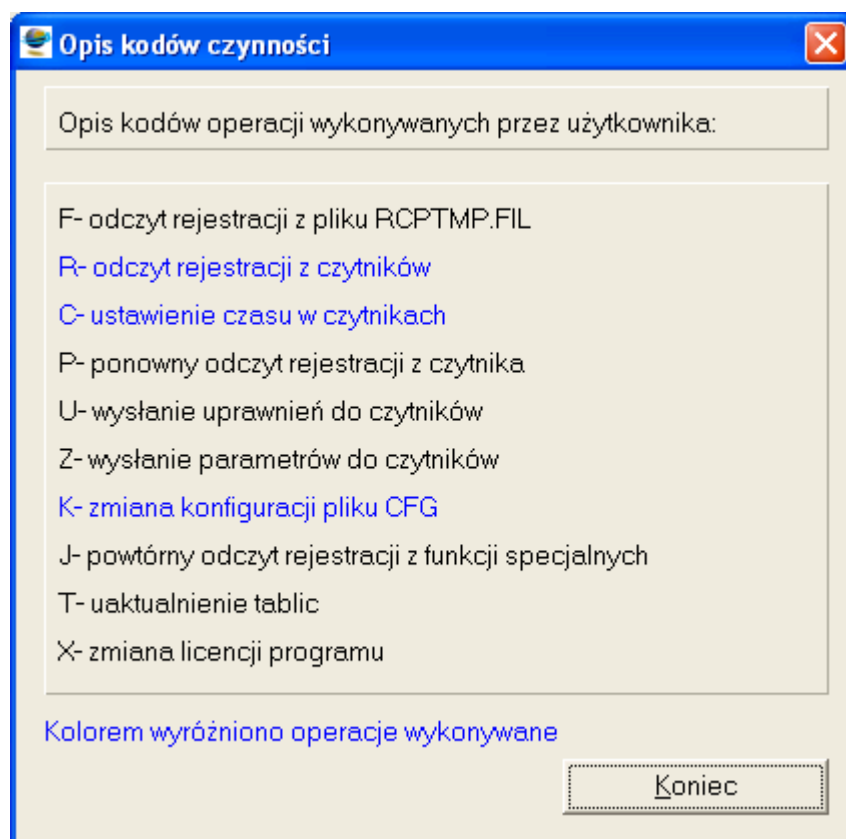 Opis kodów czynności
Opis kodów operacji wykonywanych przez użytkownika:
F- odczyt rejestracji z pliku RCPTMP.FIL
R- odczyt rejestracji z czytników
C- ustawienie czasu w czytnikach
P- ponowny odczyt rejestracji z czytnika
U- wysłanie uprawnień do czytników
Z- wysłanie parametrów do czytników
K- zmiana konfiguracji pliku CFG
J- powtórny odczyt rejestracji z funkcji specjalnych
T- uaktualnienie tablic
X- zmiana licencji programu
Kolorem wyróżniono operacje wykonywane
Koniec